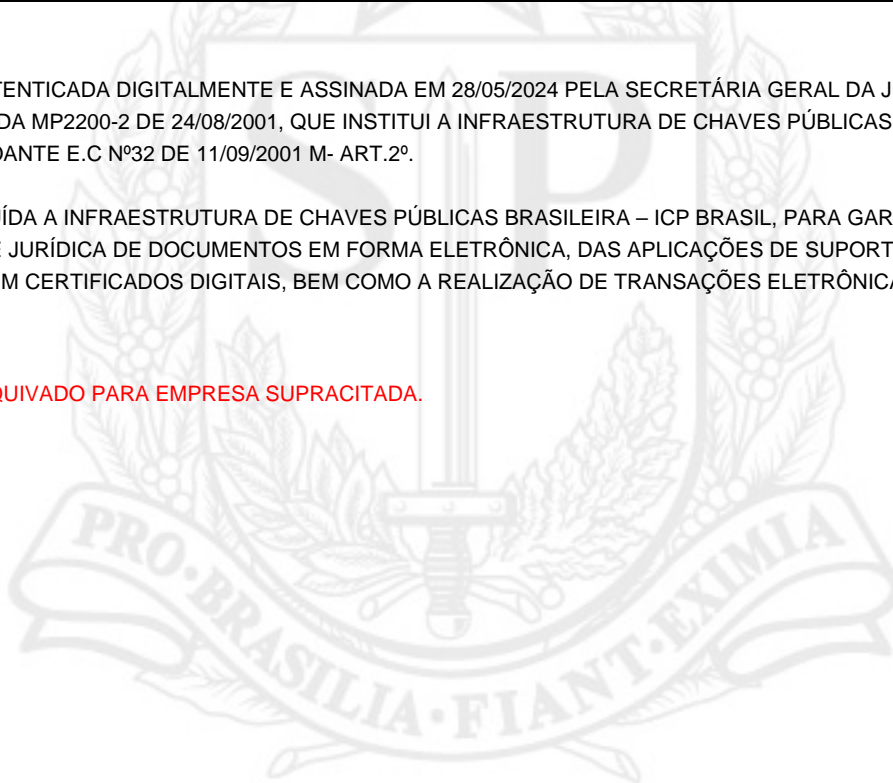 SP
TENTICADA DIGITALMENTE E ASSINADA EM 28/05/2024 PELA SECRETÁRIA GERAL DA J
DA MP2200-2 DE 24/08/2001, QUE INSTITUI A INFRAESTRUTURA DE CHAVES PÚBLICAS
DANTE E.C Nº32 DE 11/09/2001 M- ART.2º.
ÍDA A INFRAESTRUTURA DE CHAVES PÚBLICAS BRASILEIRA – ICP BRASIL, PARA GAR
E JURÍDICA DE DOCUMENTOS EM FORMA ELETRÔNICA, DAS APLICAÇÕES DE SUPORT
M CERTIFICADOS DIGITAIS, BEM COMO A REALIZAÇÃO DE TRANSAÇÕES ELETRÔNICA
QUIVADO PARA EMPRESA SUPRACITADA.
PRO·BRASILIA·FIANT·EXIMIA